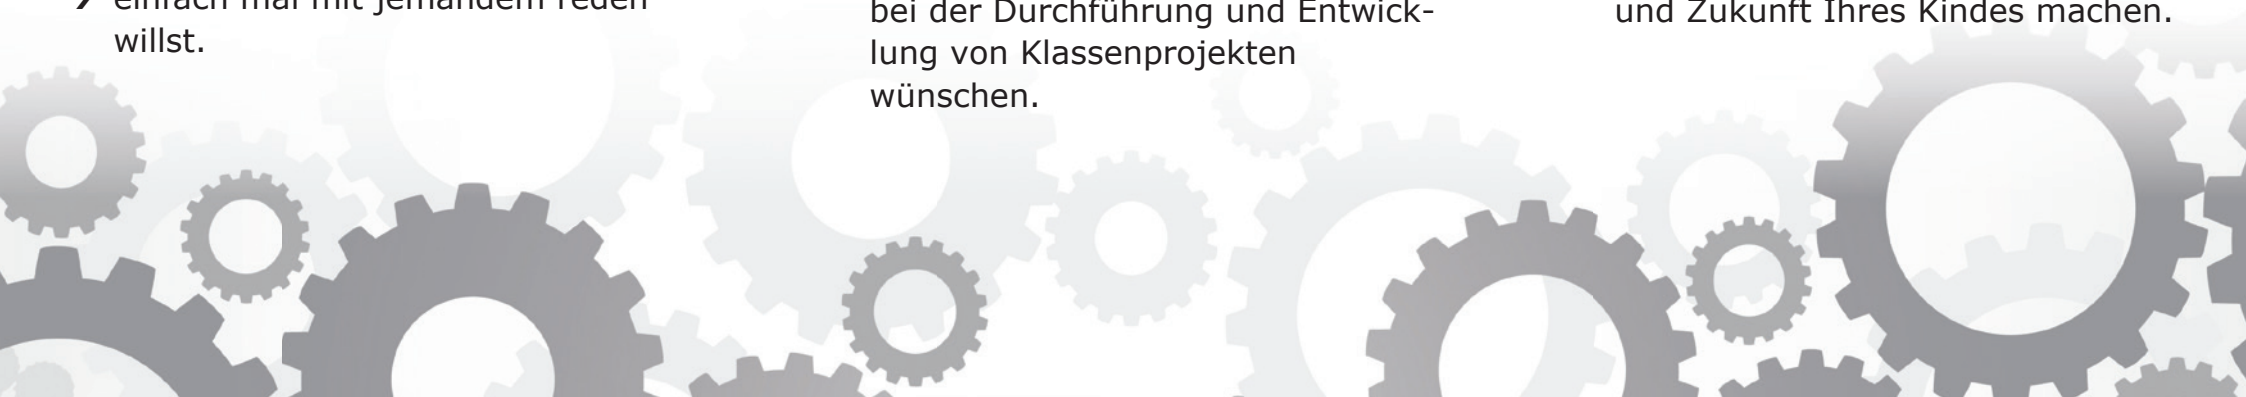 einfach mal mit jemandem reden
willst.
bei der Durchführung und Entwick-
lung von Klassenprojekten
wünschen.
und Zukunft Ihres Kindes machen.